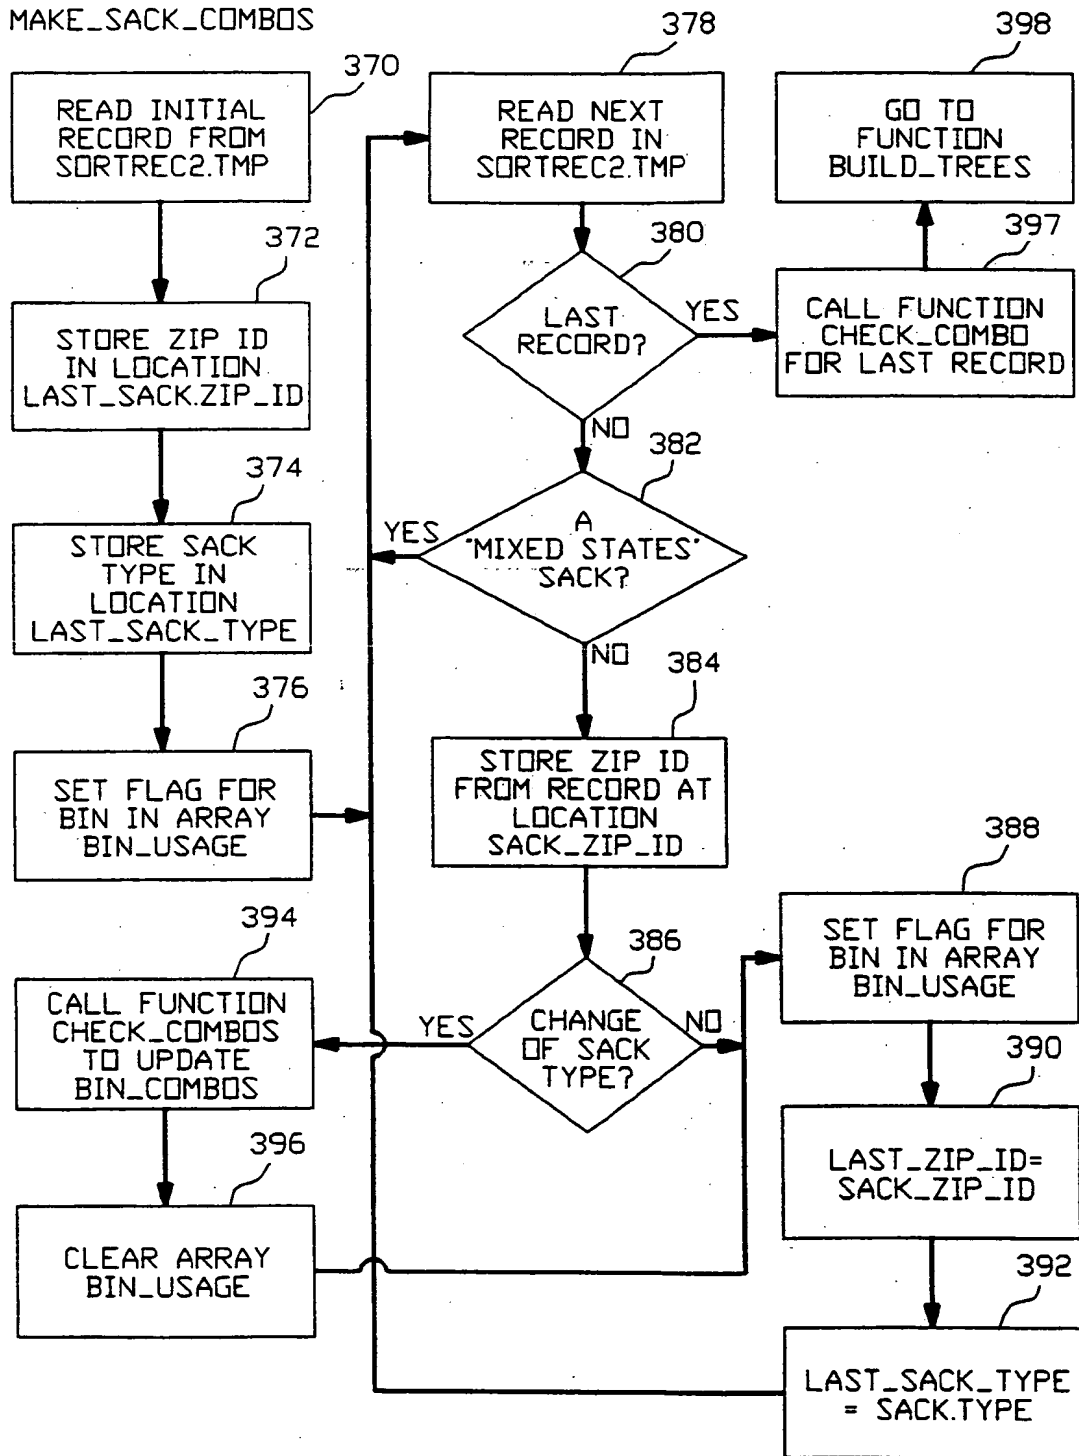 MAKE_SACK_COMBOS
370
READ INITIAL
RECORD FROM
SORTREC2.TMP
372
STORE ZIP ID
IN LOCATION
LAST_SACK.ZIP_ID
374
STORE SACK
TYPE IN
LOCATION
LAST_SACK_TYPE
376
SET FLAG FOR
BIN IN ARRAY
BIN_USAGE
378
READ NEXT
RECORD IN
SORTREC2.TMP
380
LAST
RECORD?
YES
NO
397
CALL FUNCTION
CHECK_COMBO
FOR LAST RECORD
398
GO TO
FUNCTION
BUILD_TREES
382
A
"MIXED STATES"
SACK?
YES
NO
384
STORE ZIP ID
FROM RECORD AT
LOCATION
SACK_ZIP_ID
386
CHANGE
OF SACK
TYPE?
YES
NO
388
SET FLAG FOR
BIN IN ARRAY
BIN_USAGE
390
LAST_ZIP_ID=
SACK_ZIP_ID
392
LAST_SACK_TYPE
= SACK.TYPE
394
CALL FUNCTION
CHECK_COMBOS
TO UPDATE
BIN_COMBOS
396
CLEAR ARRAY
BIN_USAGE